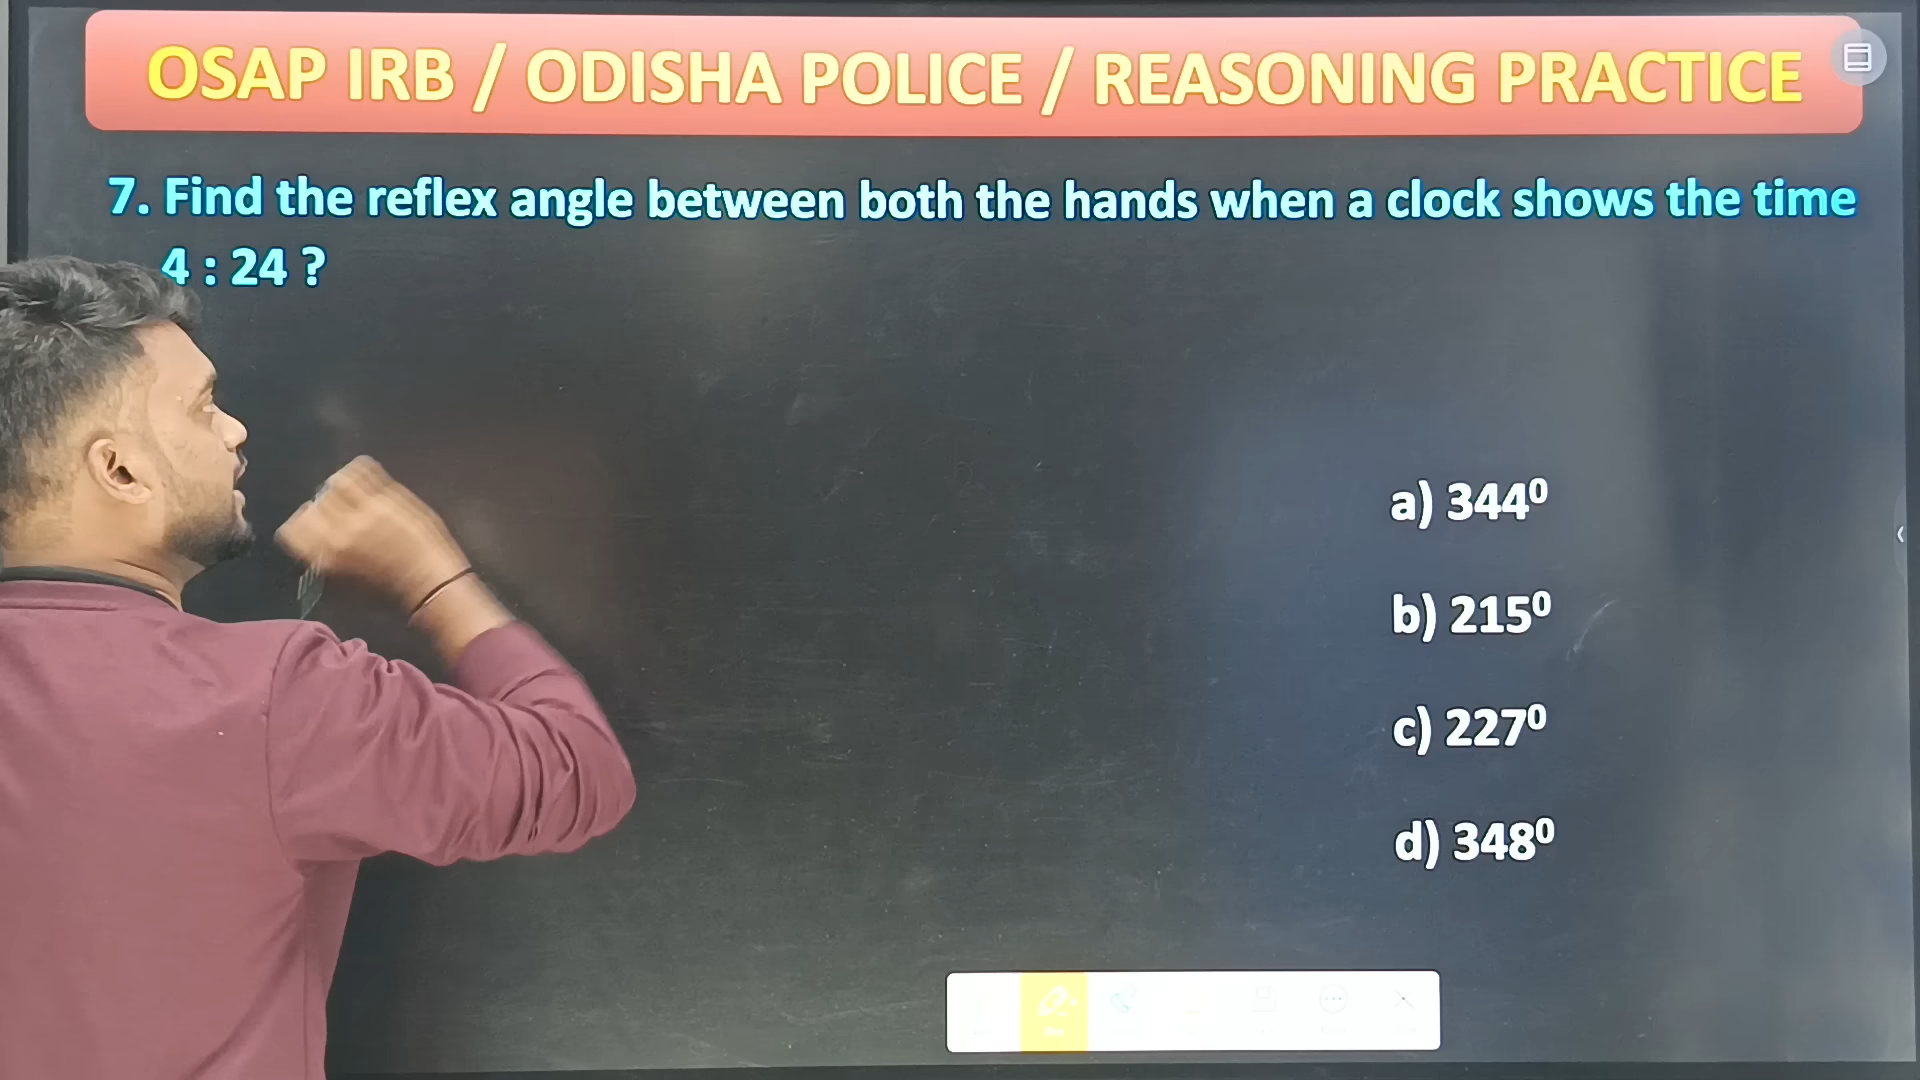 OSAP IRB / ODISHA POLICE / REASONING PRACTICE
7. Find the reflex angle between both the hands when a clock shows the time
4 : 24 ?
a) 344⁰
b) 215⁰
c) 227⁰
d) 348⁰